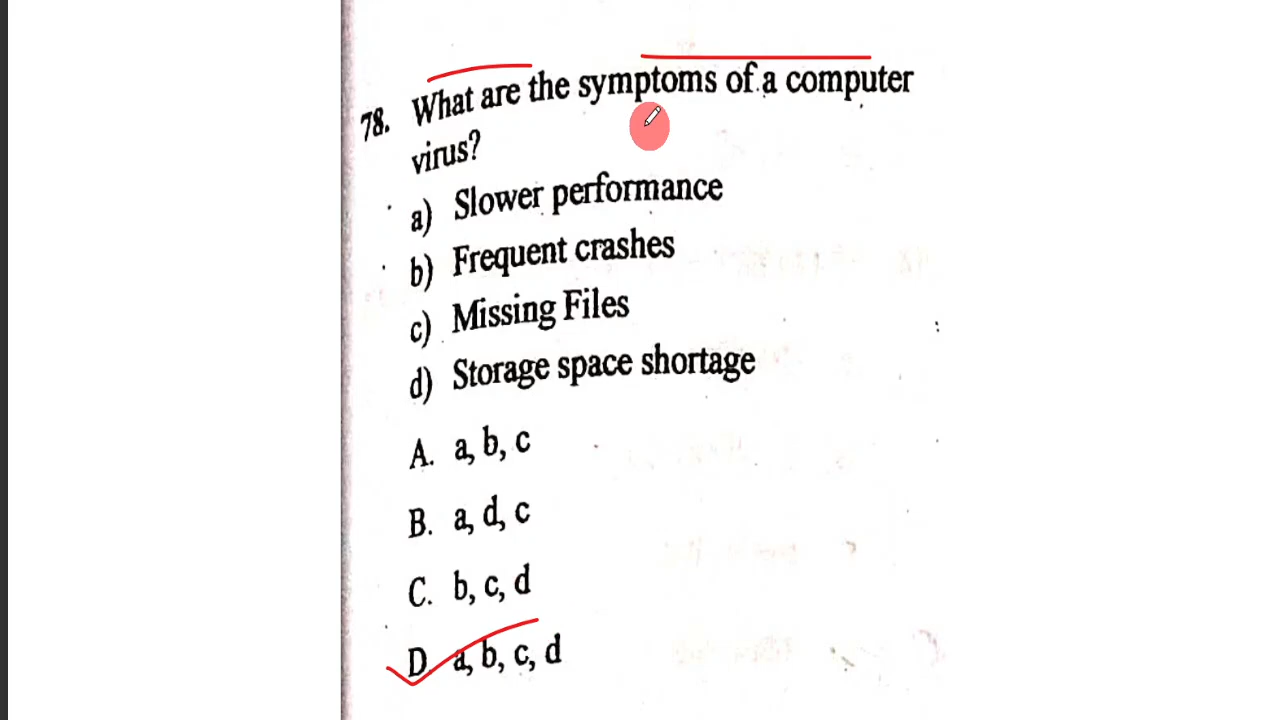 78. What are the symptoms of a computer
virus?
a) Slower performance
b) Frequent crashes
c) Missing Files
d) Storage space shortage
A. a, b, c
B. a, d, c
C. b, c, d
D. a, b, c, d